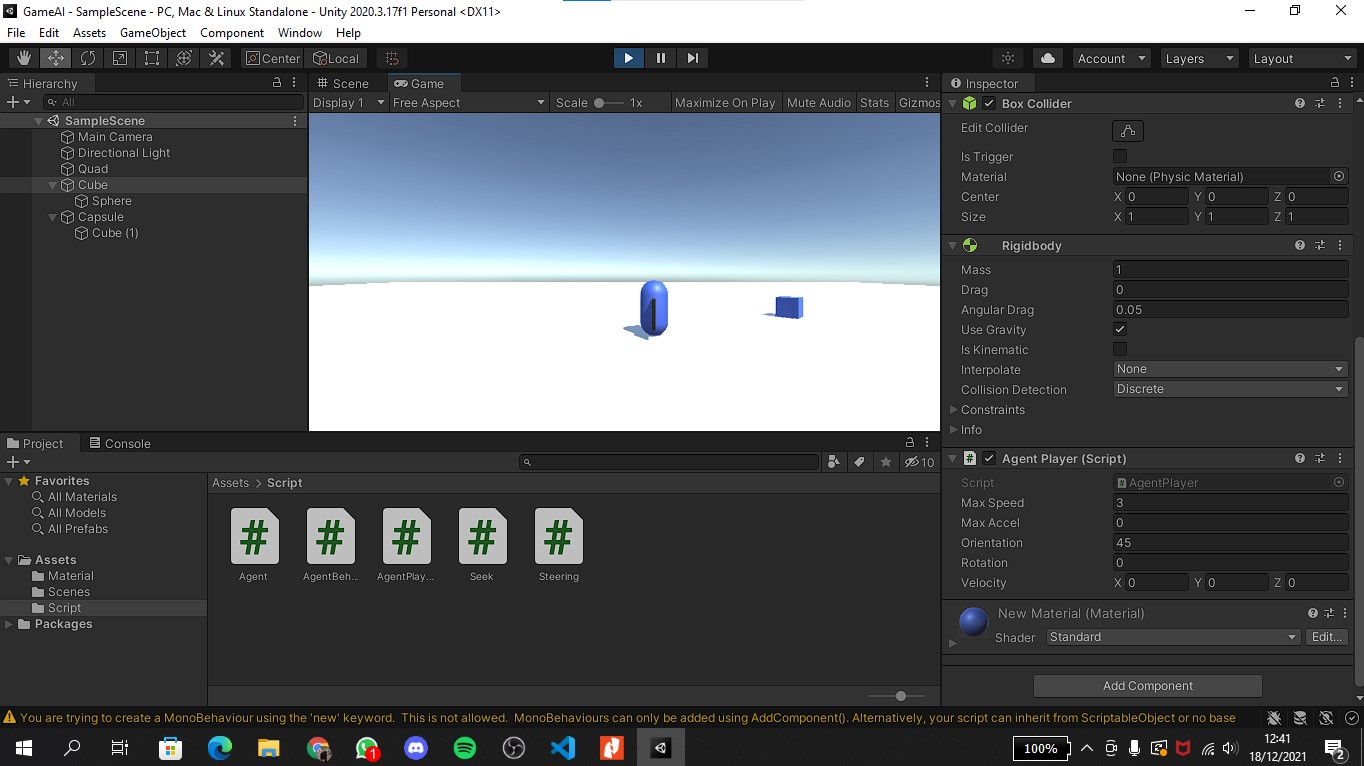 GameAI - SampleScene - PC, Mac & Linux Standalone - Unity 2020.3.17f1 Personal <DX11>
File Edit Assets GameObject Component Window Help
Center Local Account Layers Layout
Hierarchy
All
SampleScene
Main Camera
Directional Light
Quad
Cube
Sphere
Capsule
Cube (1)
Scene Game
Display 1 Free Aspect Scale 1x Maximize On Play Mute Audio Stats Gizmos
Inspector
Box Collider
Edit Collider
Is Trigger
Material None (Physic Material)
Center X 0 Y 0 Z 0
Size X 1 Y 1 Z 1
Rigidbody
Mass 1
Drag 0
Angular Drag 0.05
Use Gravity
Is Kinematic
Interpolate None
Collision Detection Discrete
Constraints
Info
Agent Player (Script)
Script AgentPlayer
Max Speed 3
Max Accel 0
Orientation 45
Rotation 0
Velocity X 0 Y 0 Z 0
New Material (Material)
Shader Standard Edit...
Add Component
Project Console
10
Favorites
All Materials
All Models
All Prefabs
Assets
Material
Scenes
Script
Packages
Assets > Script
Agent AgentBeh... AgentPlay... Seek Steering
You are trying to create a MonoBehaviour using the 'new' keyword. This is not allowed. MonoBehaviours can only be added using AddComponent(). Alternatively, your script can inherit from ScriptableObject or no base
1 100% 12:41
18/12/2021 2